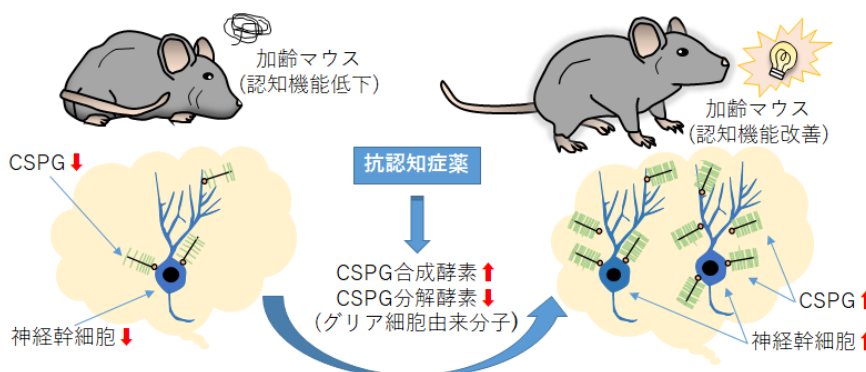 加齢マウス
(認知機能低下)
加齢マウス
(認知機能改善)
CSPG⬇
抗認知症薬
CSPG合成酵素⬆
CSPG分解酵素⬇
(グリア細胞由来分子)
神経幹細胞⬇
CSPG⬆
神経幹細胞⬆